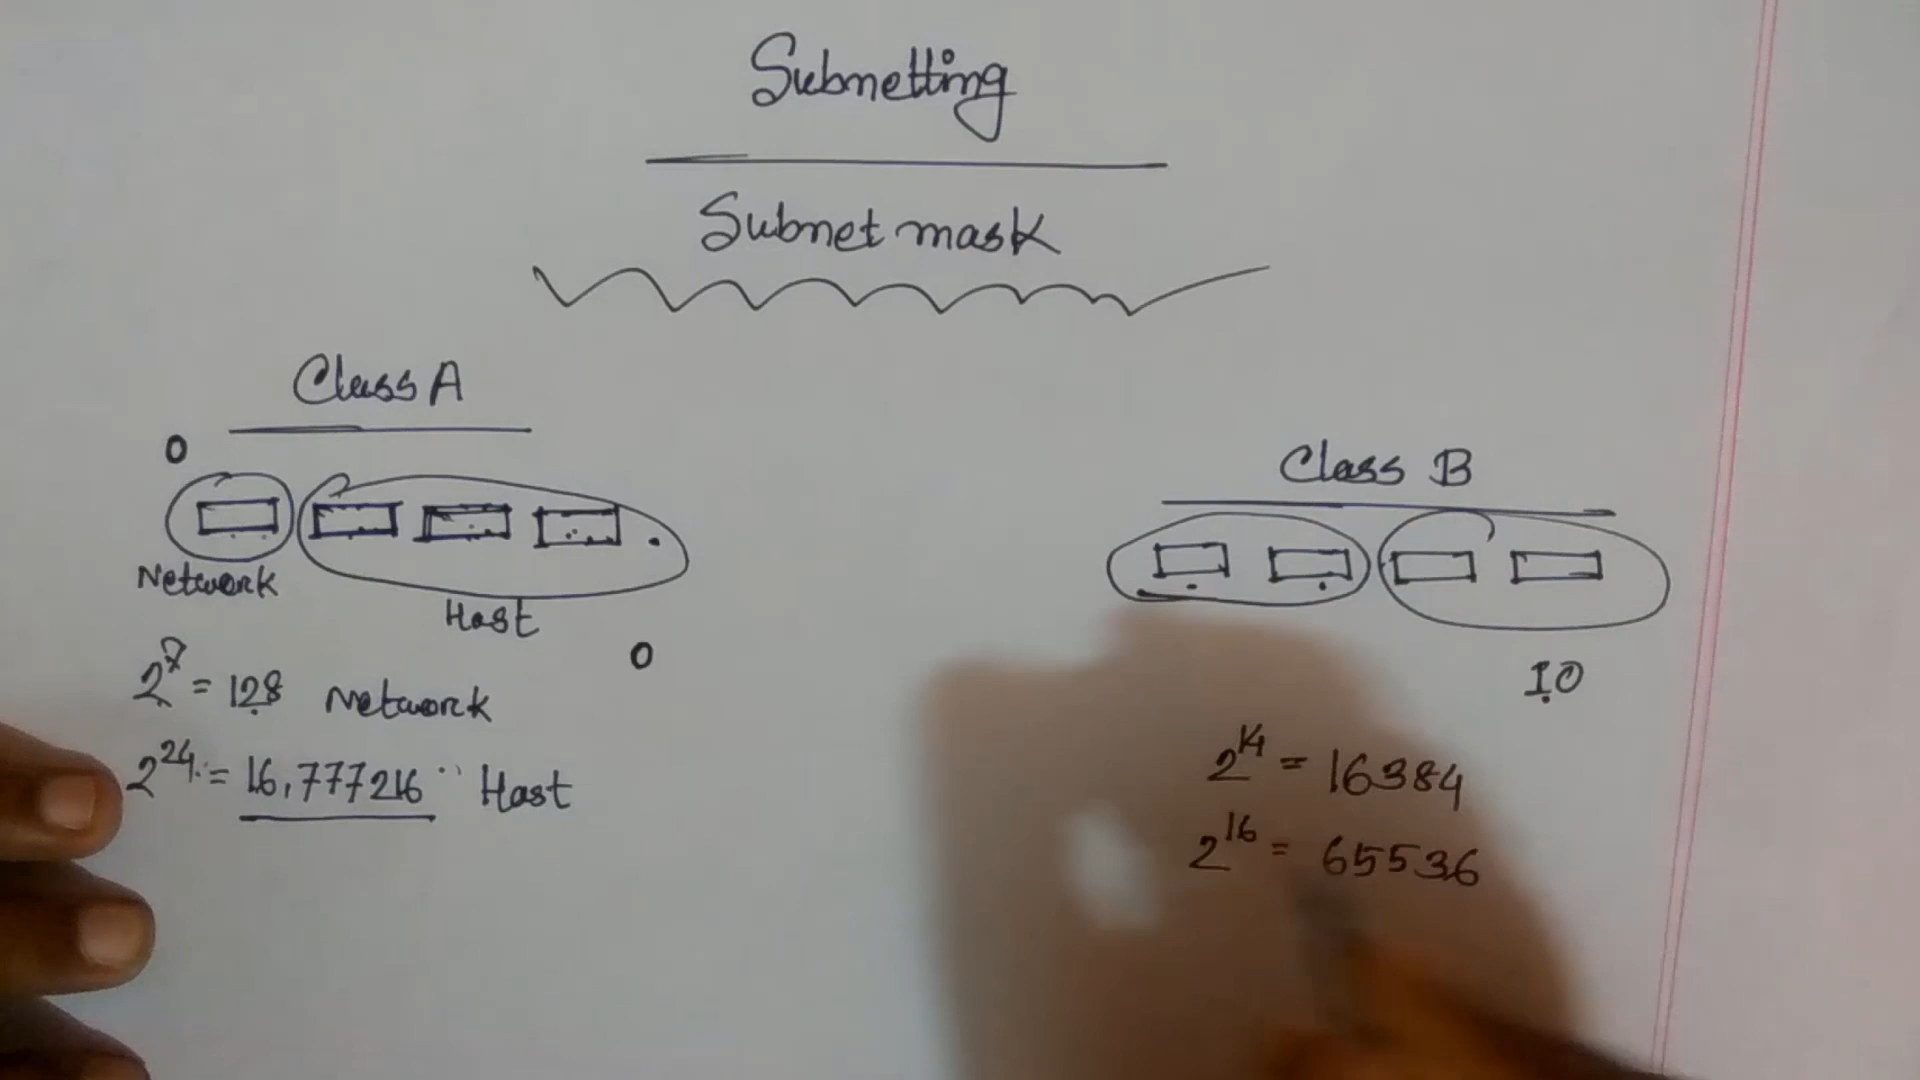 Subnetting
Subnet mask
Class A
0
Network
Host
0
2^7 = 128 Network
2^24 = 16,777216 Host
Class B
10
2^14 = 16384
2^16 = 65536